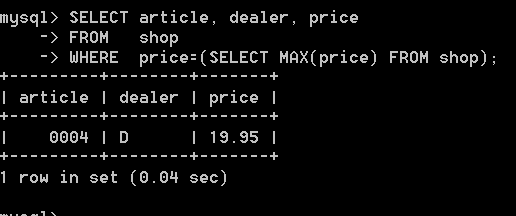 mysql> SELECT article, dealer, price
    -> FROM   shop
    -> WHERE  price=(SELECT MAX(price) FROM shop);
+---------+--------+-------+
| article | dealer | price |
+---------+--------+-------+
|    0004 | D      | 19.95 |
+---------+--------+-------+
1 row in set (0.04 sec)

mysql>